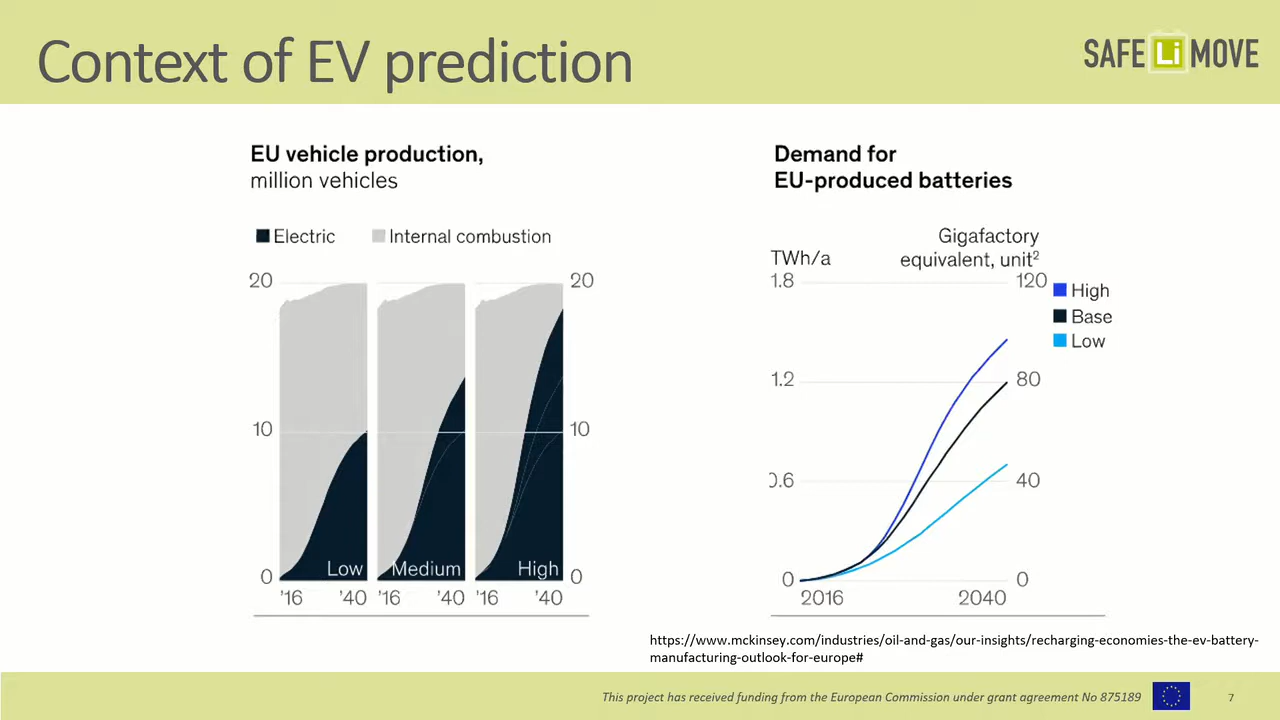 Context of EV prediction
SAFE Li MOVE
EU vehicle production,
million vehicles
Electric
Internal combustion
20
20
10
10
0
0
Low
Medium
High
'16
'40
'16
'40
'16
'40
Demand for
EU-produced batteries
Gigafactory
equivalent, unit²
TWh/a
1.8
120
High
Base
Low
1.2
80
0.6
40
0
0
2016
2040
https://www.mckinsey.com/industries/oil-and-gas/our-insights/recharging-economies-the-ev-battery-
manufacturing-outlook-for-europe#
This project has received funding from the European Commission under grant agreement No 875189
7